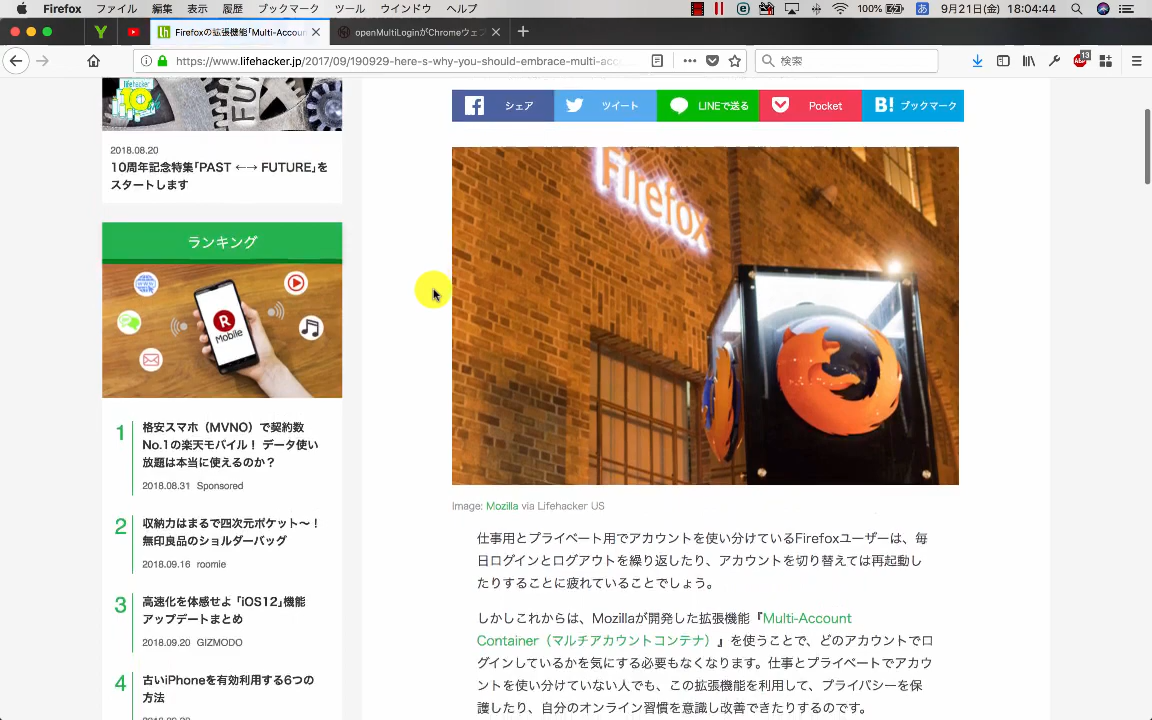 Firefox ファイル 編集 表示 履歴 ブックマーク ツール ウインドウ ヘルプ
100% あ 9月21日(金) 18:04:44
Firefoxの拡張機能「Multi-Accoun
openMultiLoginがChromeウェブ
https://www.lifehacker.jp/2017/09/190929-here-s-why-you-should-embrace-multi-acc
検索
13
lifehacker
10
FU
シェア
ツイート
LINEで送る
Pocket
B! ブックマーク
2018.08.20
10周年記念特集「PAST ←→ FUTURE」を
スタートします
Firefox
ランキング
R
Mobile
1
格安スマホ（MVNO）で契約数
No.1の楽天モバイル！ データ使い
放題は本当に使えるのか？
2018.08.31 Sponsored
2
収納力はまるで四次元ポケット〜！
無印良品のショルダーバッグ
2018.09.16 roomie
3
高速化を体感せよ「iOS12」機能
アップデートまとめ
2018.09.20 GIZMODO
4
古いiPhoneを有効利用する6つの
方法
Image: Mozilla via Lifehacker US
仕事用とプライベート用でアカウントを使い分けているFirefoxユーザーは、毎
日ログインとログアウトを繰り返したり、アカウントを切り替えては再起動し
たりすることに疲れていることでしょう。
しかしこれからは、Mozillaが開発した拡張機能『Multi-Account
Container（マルチアカウントコンテナ）』を使うことで、どのアカウントでロ
グインしているかを気にする必要もなくなります。仕事とプライベートでアカウ
ントを使い分けていない人でも、この拡張機能を利用して、プライバシーを保
護したり、自分のオンライン習慣を意識し改善できたりするのです。